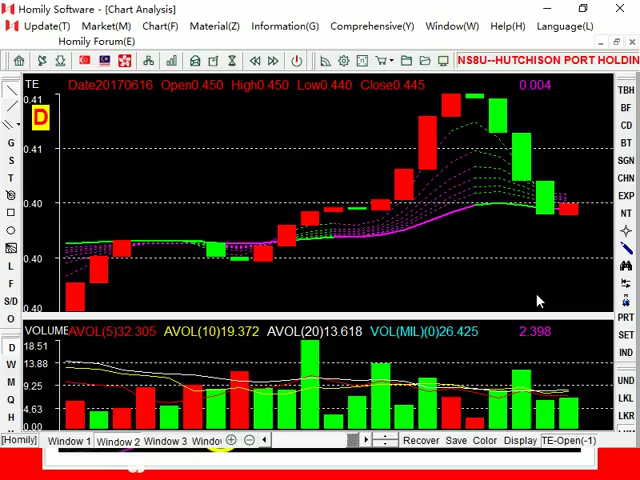 Homily Software - [Chart Analysis]
Update(T) Market(M) Chart(F) Material(Z) Information(G) Comprehensive(Y) Window(W) Help(H) Language(L)
Homily Forum(E)
NS8U--HUTCHISON PORT HOLDIN
TE Date20170616 Open0.450 High0.450 Low0.440 Close0.445 0.004
0.41
D
0.41
0.40
0.40
0.40
G
S
T
L
F
S/D
O
D
W
M
Q
H
TBH
BF
CD
BT
SGN
CHN
EXP
NT
PRT
SET
IND
UND
LKL
LKR
VOLUME AVOL(5)32.305 AVOL(10)19.372 AVOL(20)13.618 VOL(MIL)(0)26.425 2.398
18.51
13.88
9.25
4.63
0.00
[Homily] Window 1 Window 2 Window 3 Windo Recover Save Color Display TE-Open(-1)